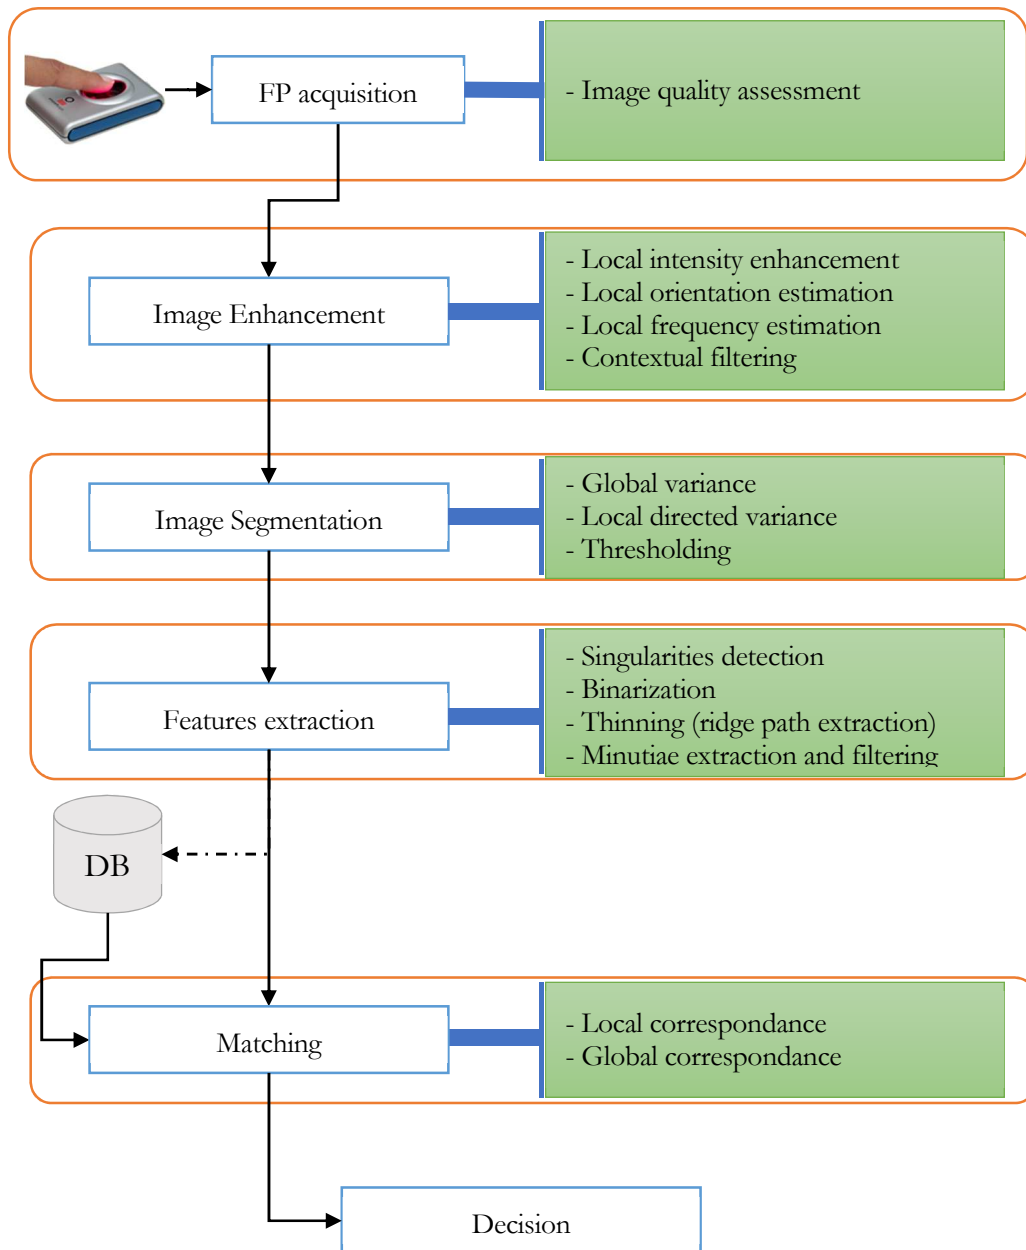 FP acquisition
- Image quality assessment
Image Enhancement
- Local intensity enhancement
- Local orientation estimation
- Local frequency estimation
- Contextual filtering
Image Segmentation
- Global variance
- Local directed variance
- Thresholding
Features extraction
- Singularities detection
- Binarization
- Thinning (ridge path extraction)
- Minutiae extraction and filtering
DB
Matching
- Local correspondance
- Global correspondance
Decision